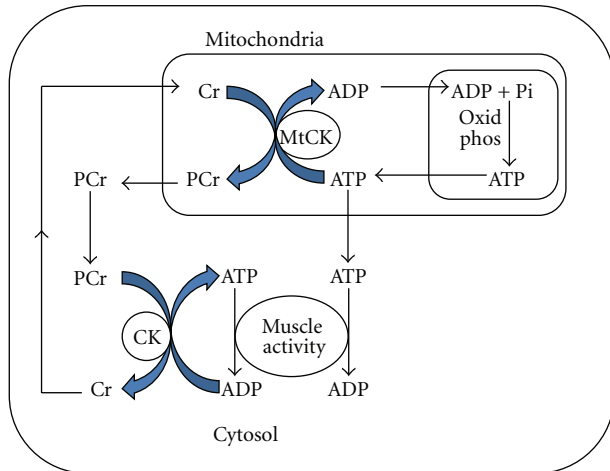 Mitochondria
Cr
ADP
ADP + Pi
MtCK
Oxid
phos
PCr
PCr
ATP
ATP
PCr
ATP
ATP
CK
Muscle
activity
Cr
ADP
ADP
Cytosol